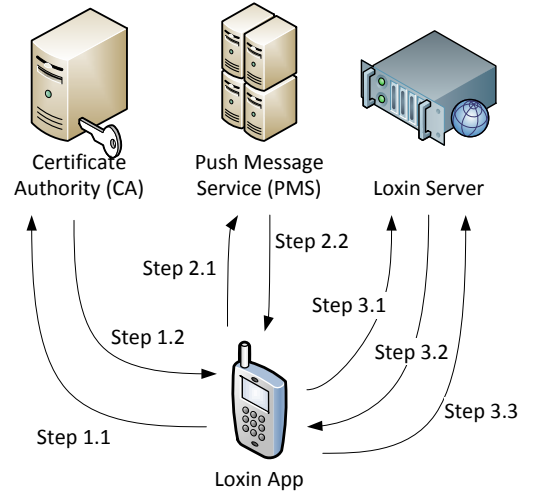 Certificate
Authority (CA)
Push Message
Service (PMS)
Loxin Server
Step 2.2
Step 2.1
Step 3.1
Step 1.2
Step 3.2
Step 3.3
Step 1.1
Loxin App